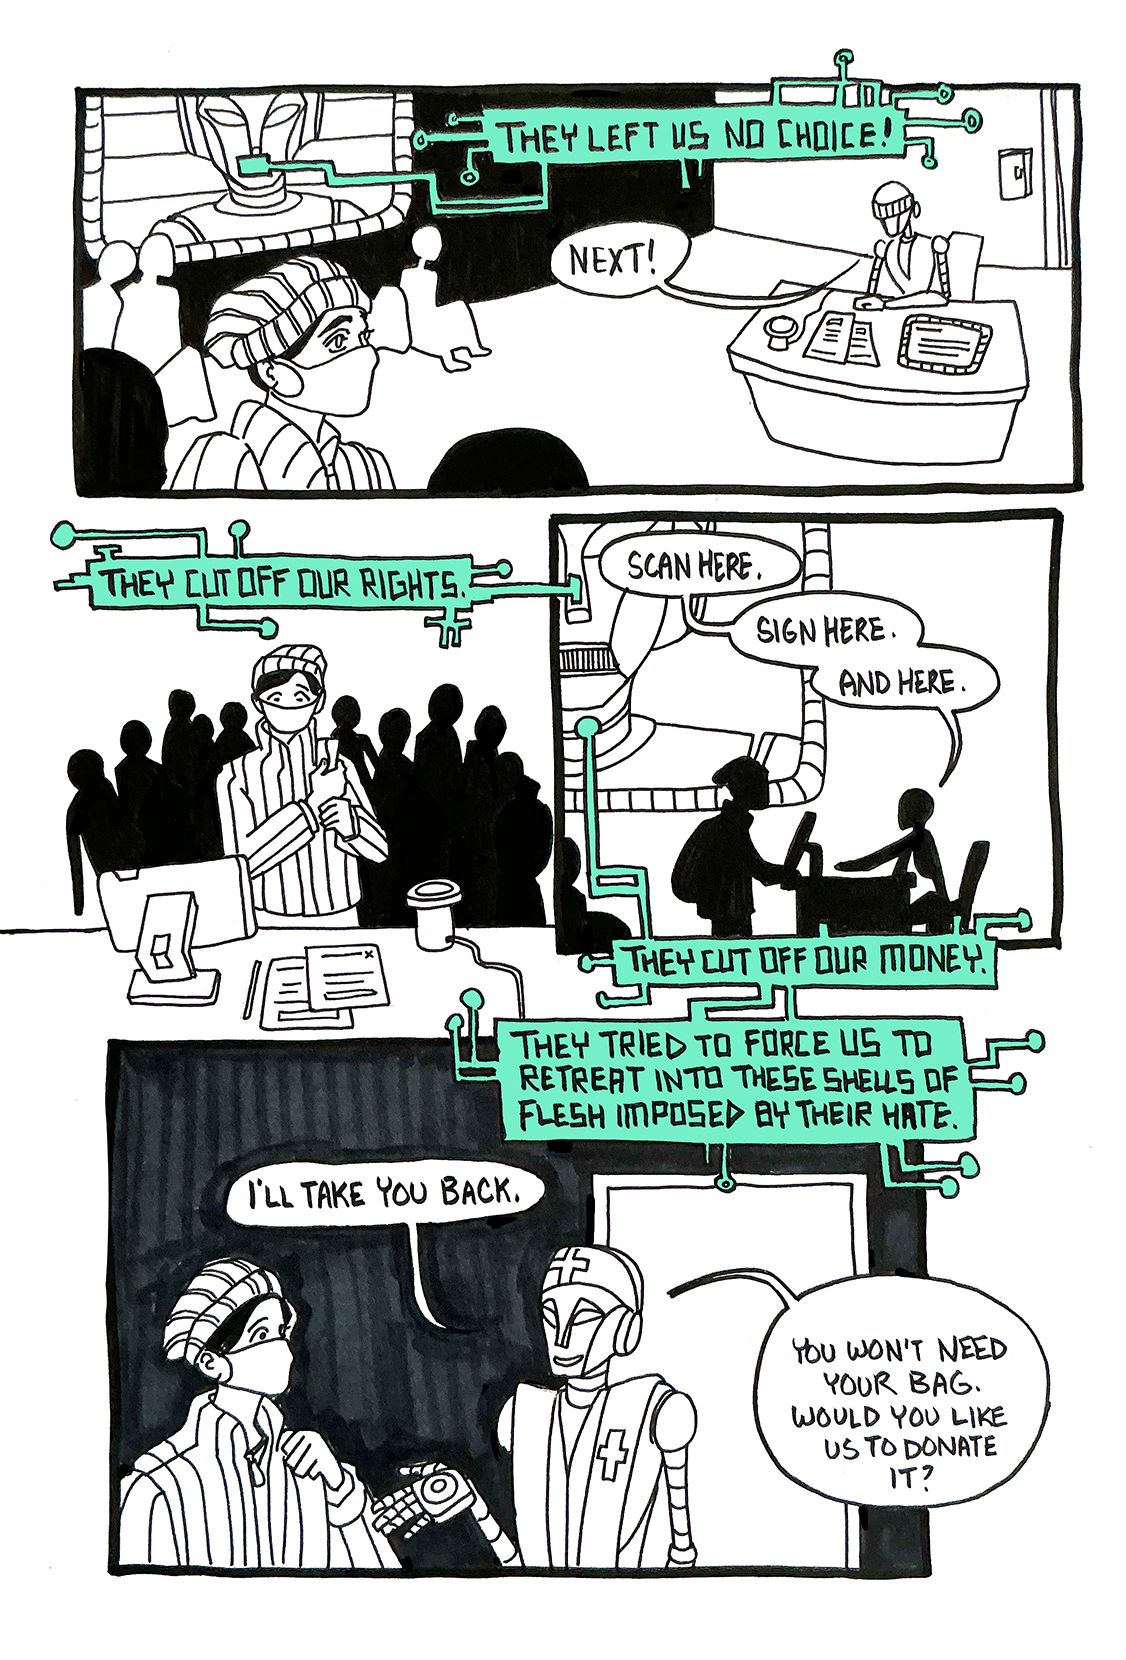 THEY LEFT US NO CHOICE!
NEXT!
THEY CUT OFF OUR RIGHTS.
SCAN HERE.
SIGN HERE.
AND HERE.
THEY CUT OFF OUR MONEY.
THEY TRIED TO FORCE US TO
RETREAT INTO THESE SHELLS OF
FLESH IMPOSED BY THEIR HATE.
I'LL TAKE YOU BACK.
YOU WON'T NEED
YOUR BAG.
WOULD YOU LIKE
US TO DONATE
IT?